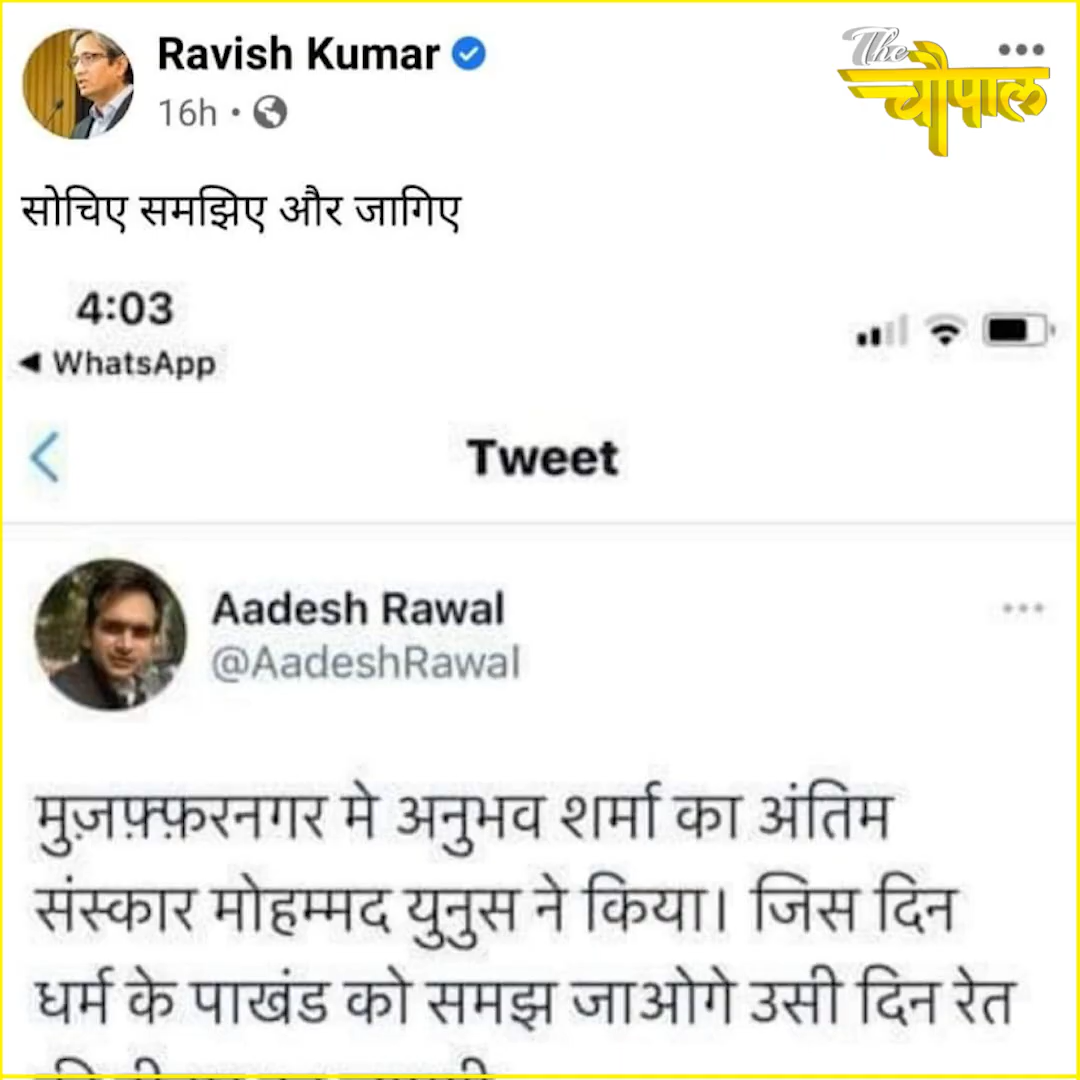 Ravish Kumar
16h •
The
चौपाल
सोचिए समझिए और जागिए
4:03
WhatsApp
Tweet
Aadesh Rawal
@AadeshRawal
मुज़फ़्फ़रनगर मे अनुभव शर्मा का अंतिम
संस्कार मोहम्मद युनुस ने किया। जिस दिन
धर्म के पाखंड को समझ जाओगे उसी दिन रेत